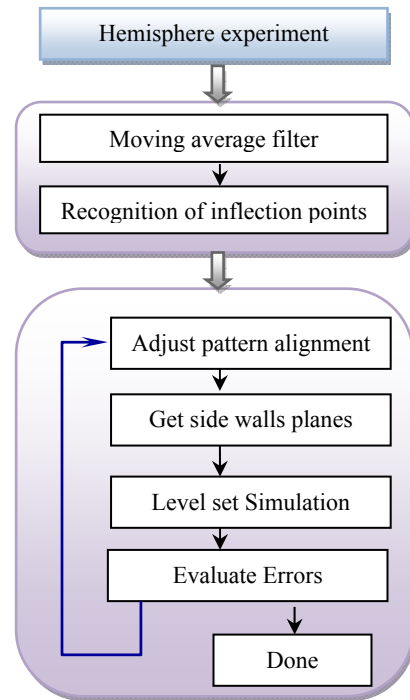 Hemisphere experiment
Moving average filter
Recognition of inflection points
Adjust pattern alignment
Get side walls planes
Level set Simulation
Evaluate Errors
Done